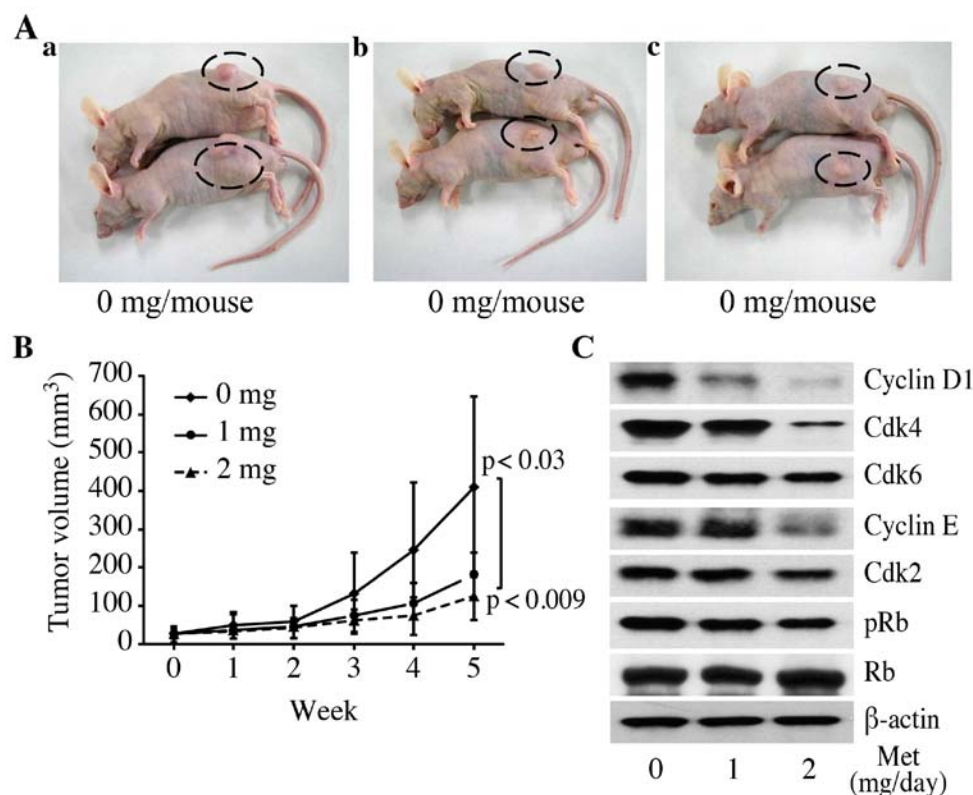 A
a
b
c
0 mg/mouse
0 mg/mouse
0 mg/mouse
B
Tumor volume (mm³)
700
600
500
400
300
200
100
0
0 mg
1 mg
2 mg
p < 0.03
p < 0.009
0 1 2 3 4 5
Week
C
Cyclin D1
Cdk4
Cdk6
Cyclin E
Cdk2
pRb
Rb
β-actin
0 1 2 Met
(mg/day)